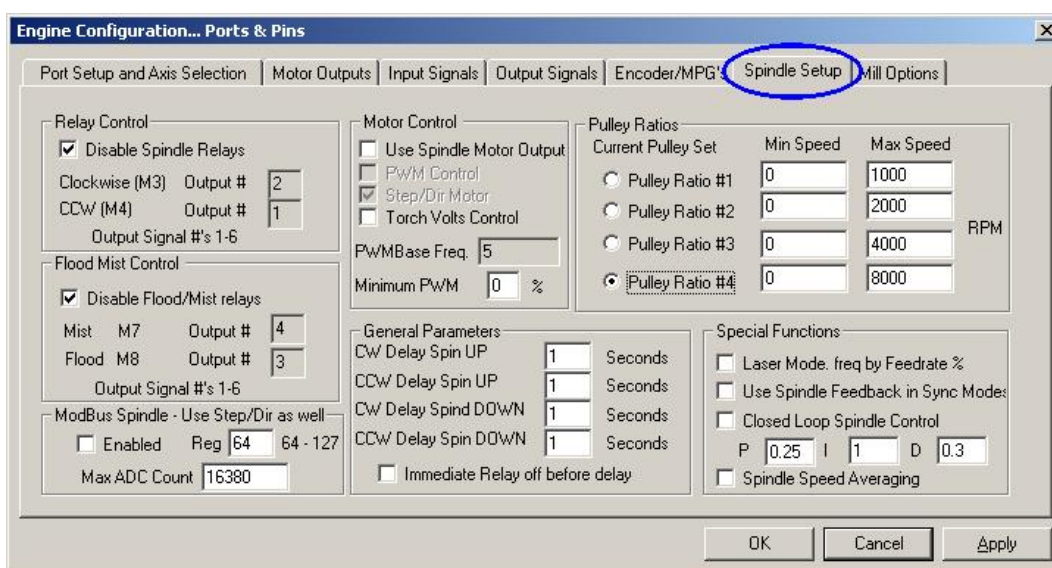 Engine Configuration... Ports & Pins
Port Setup and Axis Selection
Motor Outputs
Input Signals
Output Signals
Encoder/MPG's
Spindle Setup
Mill Options
Relay Control
Disable Spindle Relays
Clockwise (M3) Output # 2
CCW (M4) Output # 1
Output Signal #'s 1-6
Flood Mist Control
Disable Flood/Mist relays
Mist M7 Output # 4
Flood M8 Output # 3
Output Signal #'s 1-6
ModBus Spindle - Use Step/Dir as well
Enabled Reg 64 64 - 127
Max ADC Count 16380
Motor Control
Use Spindle Motor Output
PWM Control
Step/Dir Motor
Torch Volts Control
PWMBase Freq. 5
Minimum PWM 0 %
General Parameters
CW Delay Spin UP 1 Seconds
CCW Delay Spin UP 1 Seconds
CW Delay Spind DOWN 1 Seconds
CCW Delay Spin DOWN 1 Seconds
Immediate Relay off before delay
Pulley Ratios
Current Pulley Set Min Speed Max Speed
Pulley Ratio #1 0 1000
Pulley Ratio #2 0 2000
Pulley Ratio #3 0 4000
Pulley Ratio #4 0 8000
RPM
Special Functions
Laser Mode. freq by Feedrate %
Use Spindle Feedback in Sync Modes
Closed Loop Spindle Control
P 0.25 I 1 D 0.3
Spindle Speed Averaging
OK
Cancel
Apply